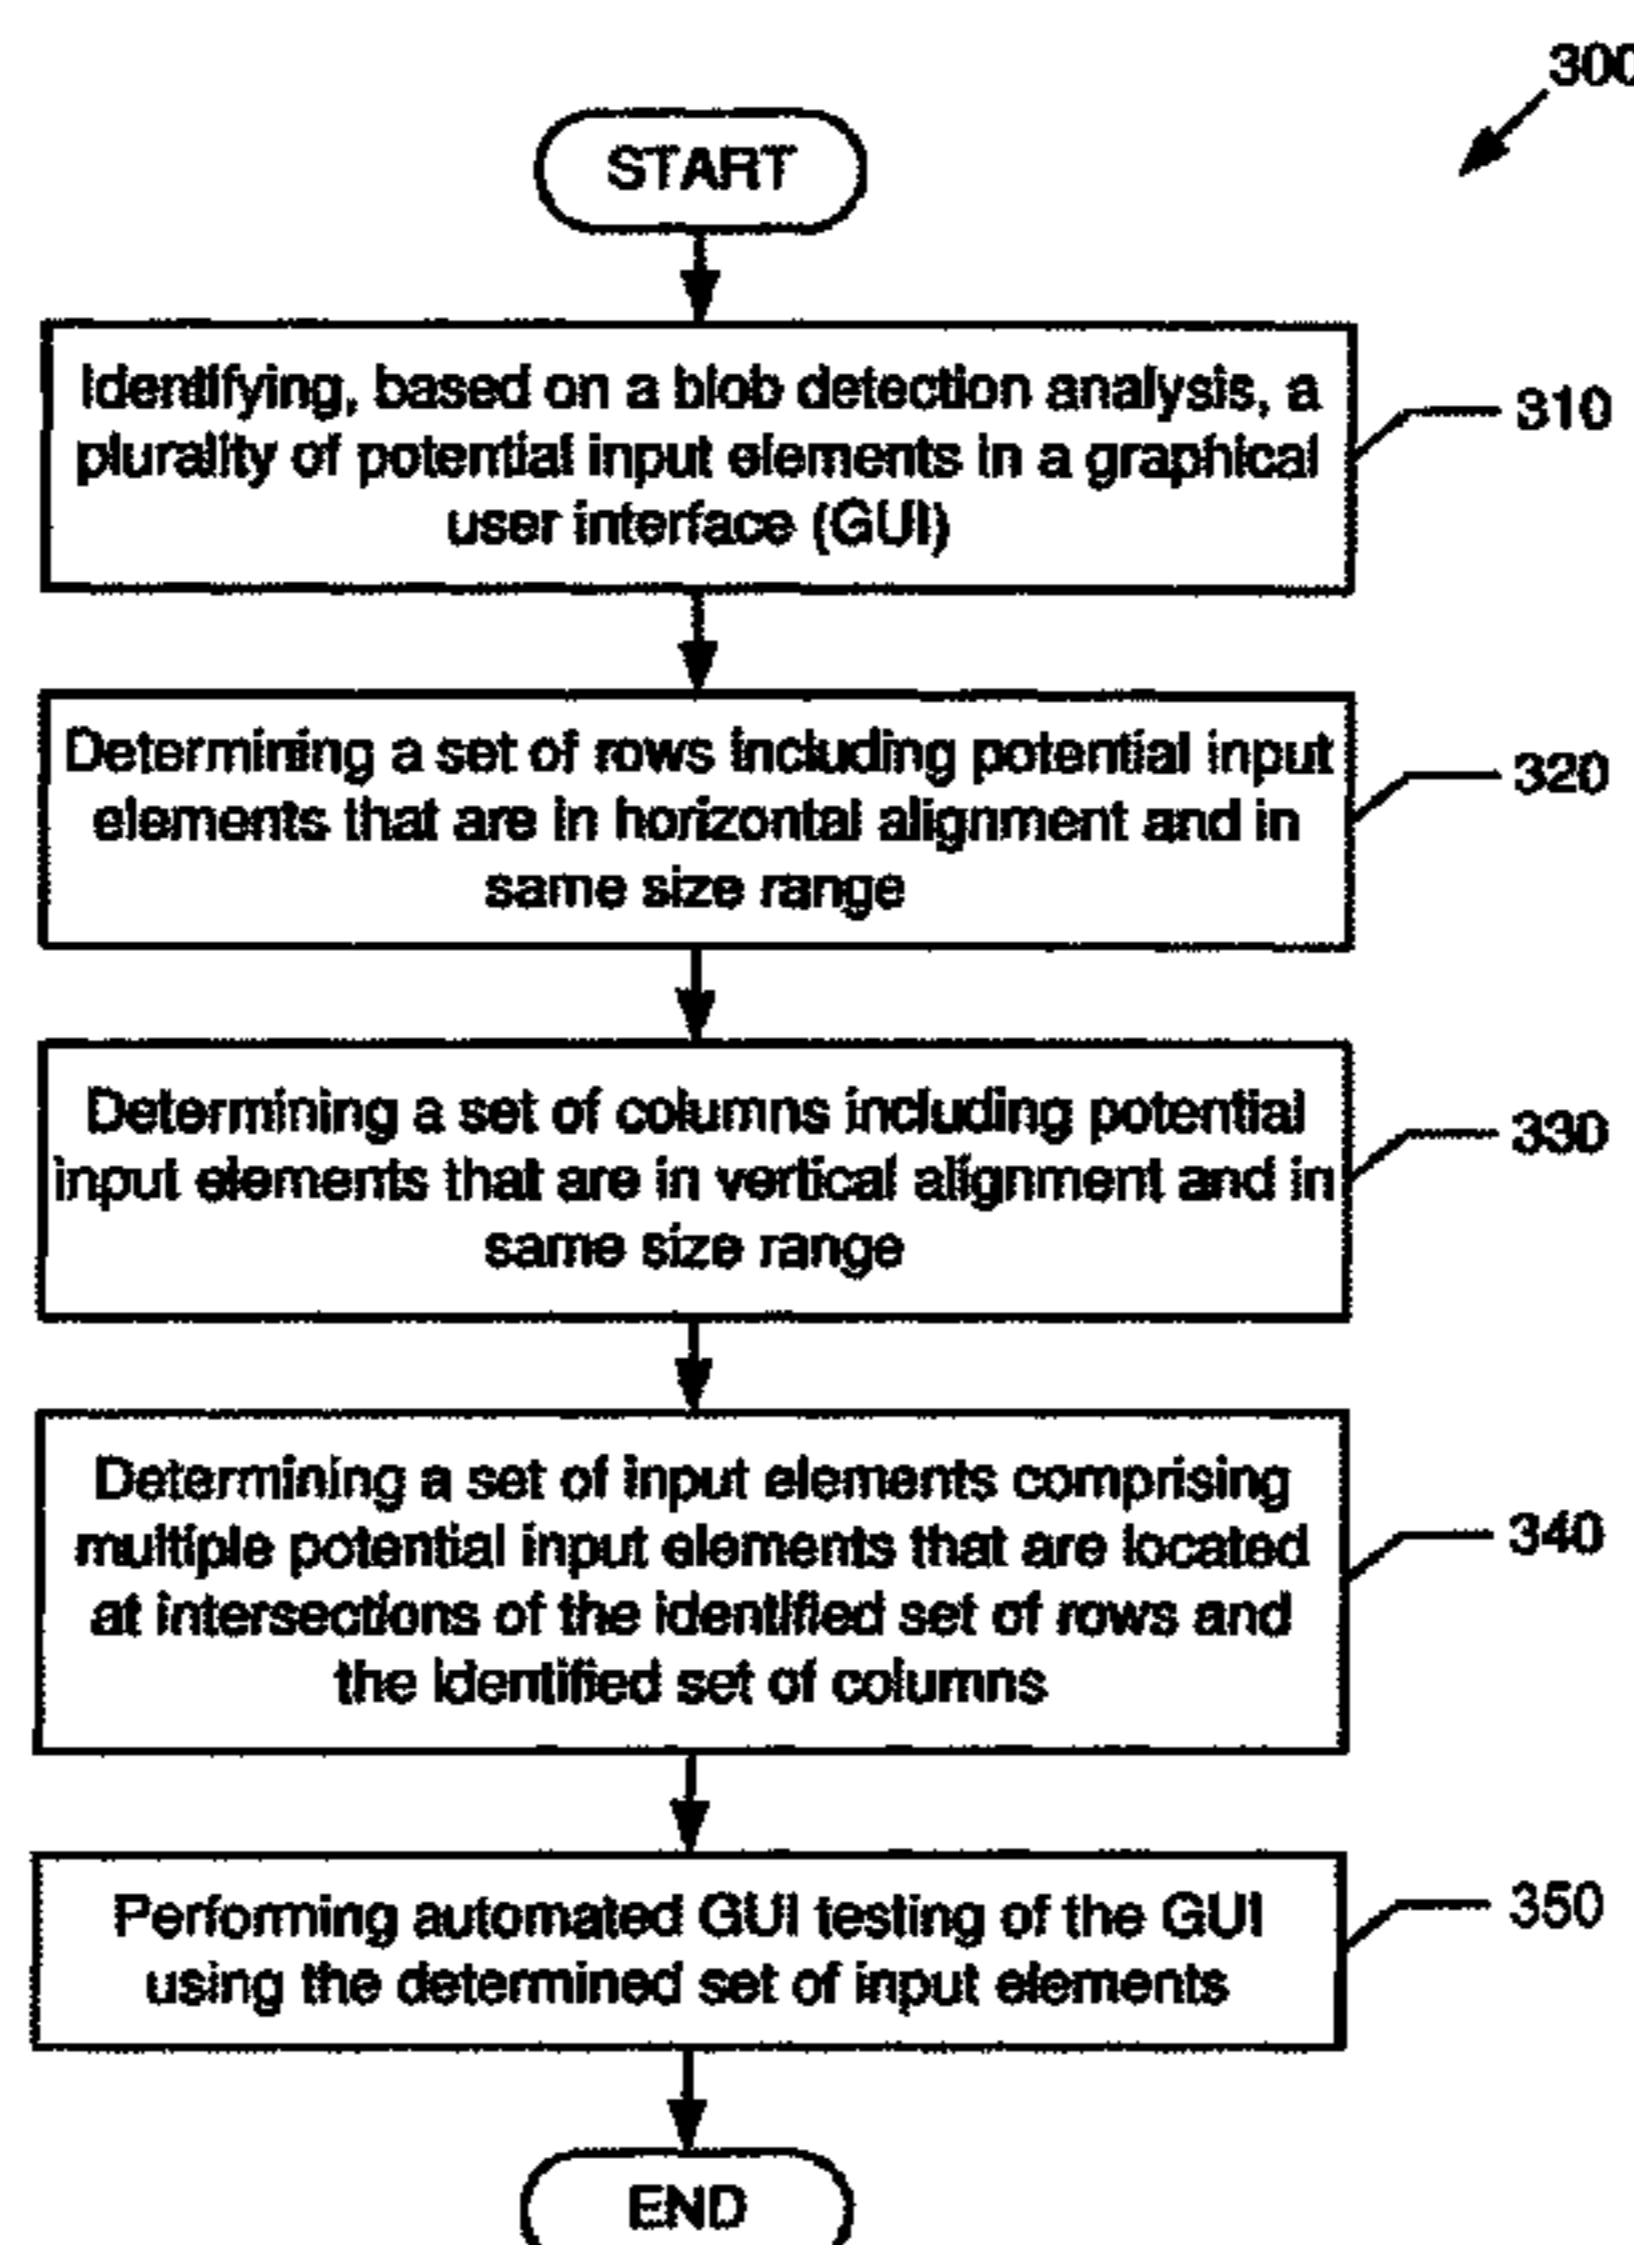 300
START
Identifying, based on a blob detection analysis, a
plurality of potential input elements in a graphical
user interface (GUI)
310
Determining a set of rows including potential input
elements that are in horizontal alignment and in
same size range
320
Determining a set of columns including potential
input elements that are in vertical alignment and in
same size range
330
Determining a set of input elements comprising
multiple potential input elements that are located
at intersections of the identified set of rows and
the identified set of columns
340
Performing automated GUI testing of the GUI
using the determined set of input elements
350
END